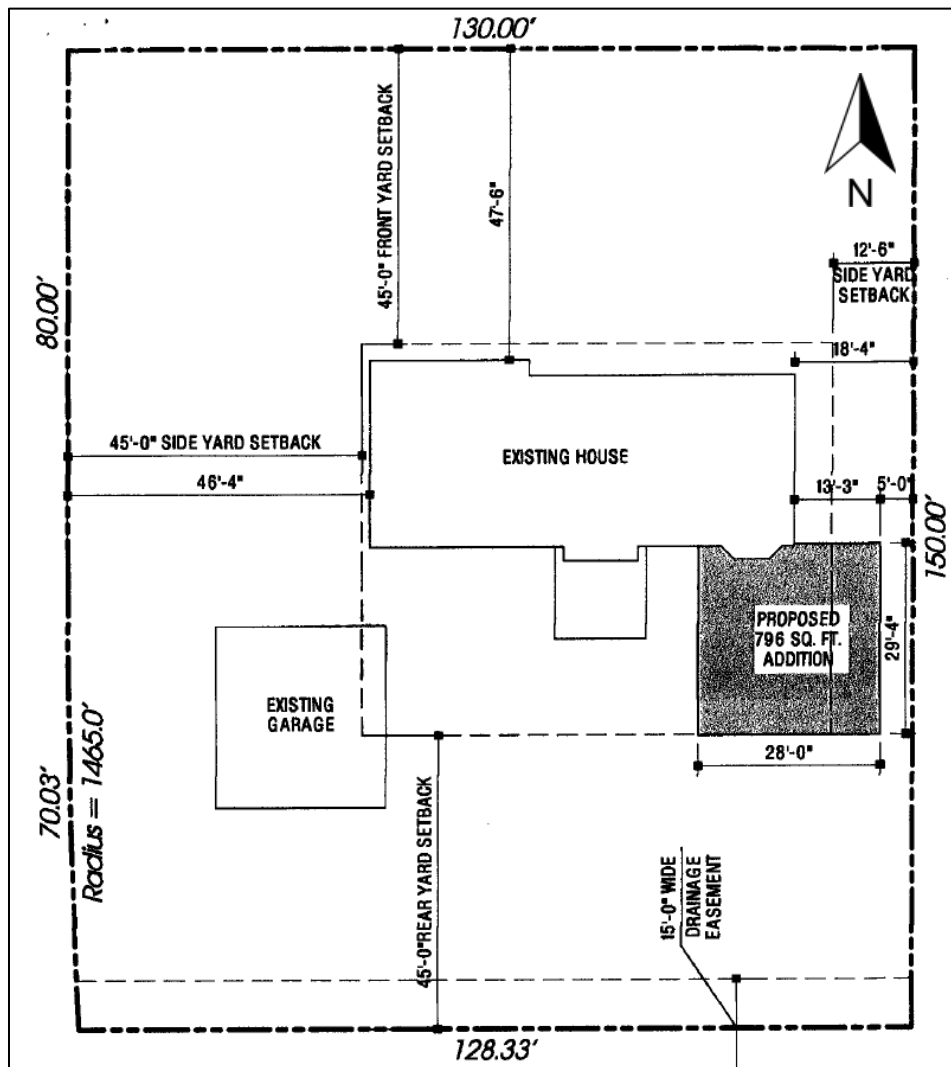 130.00'
45'-0" FRONT YARD SETBACK
47'-6"
N
12'-6"
SIDE YARD
SETBACK
80.00'
18'-4"
45'-0" SIDE YARD SETBACK
EXISTING HOUSE
46'-4"
13'-3"
5'-0"
150.00'
PROPOSED
796 SQ. FT.
ADDITION
29'-4"
EXISTING
GARAGE
28'-0"
70.03'
Radius = 1465.0'
45'-0" REAR YARD SETBACK
15'-0" WIDE
DRAINAGE
EASEMENT
128.33'